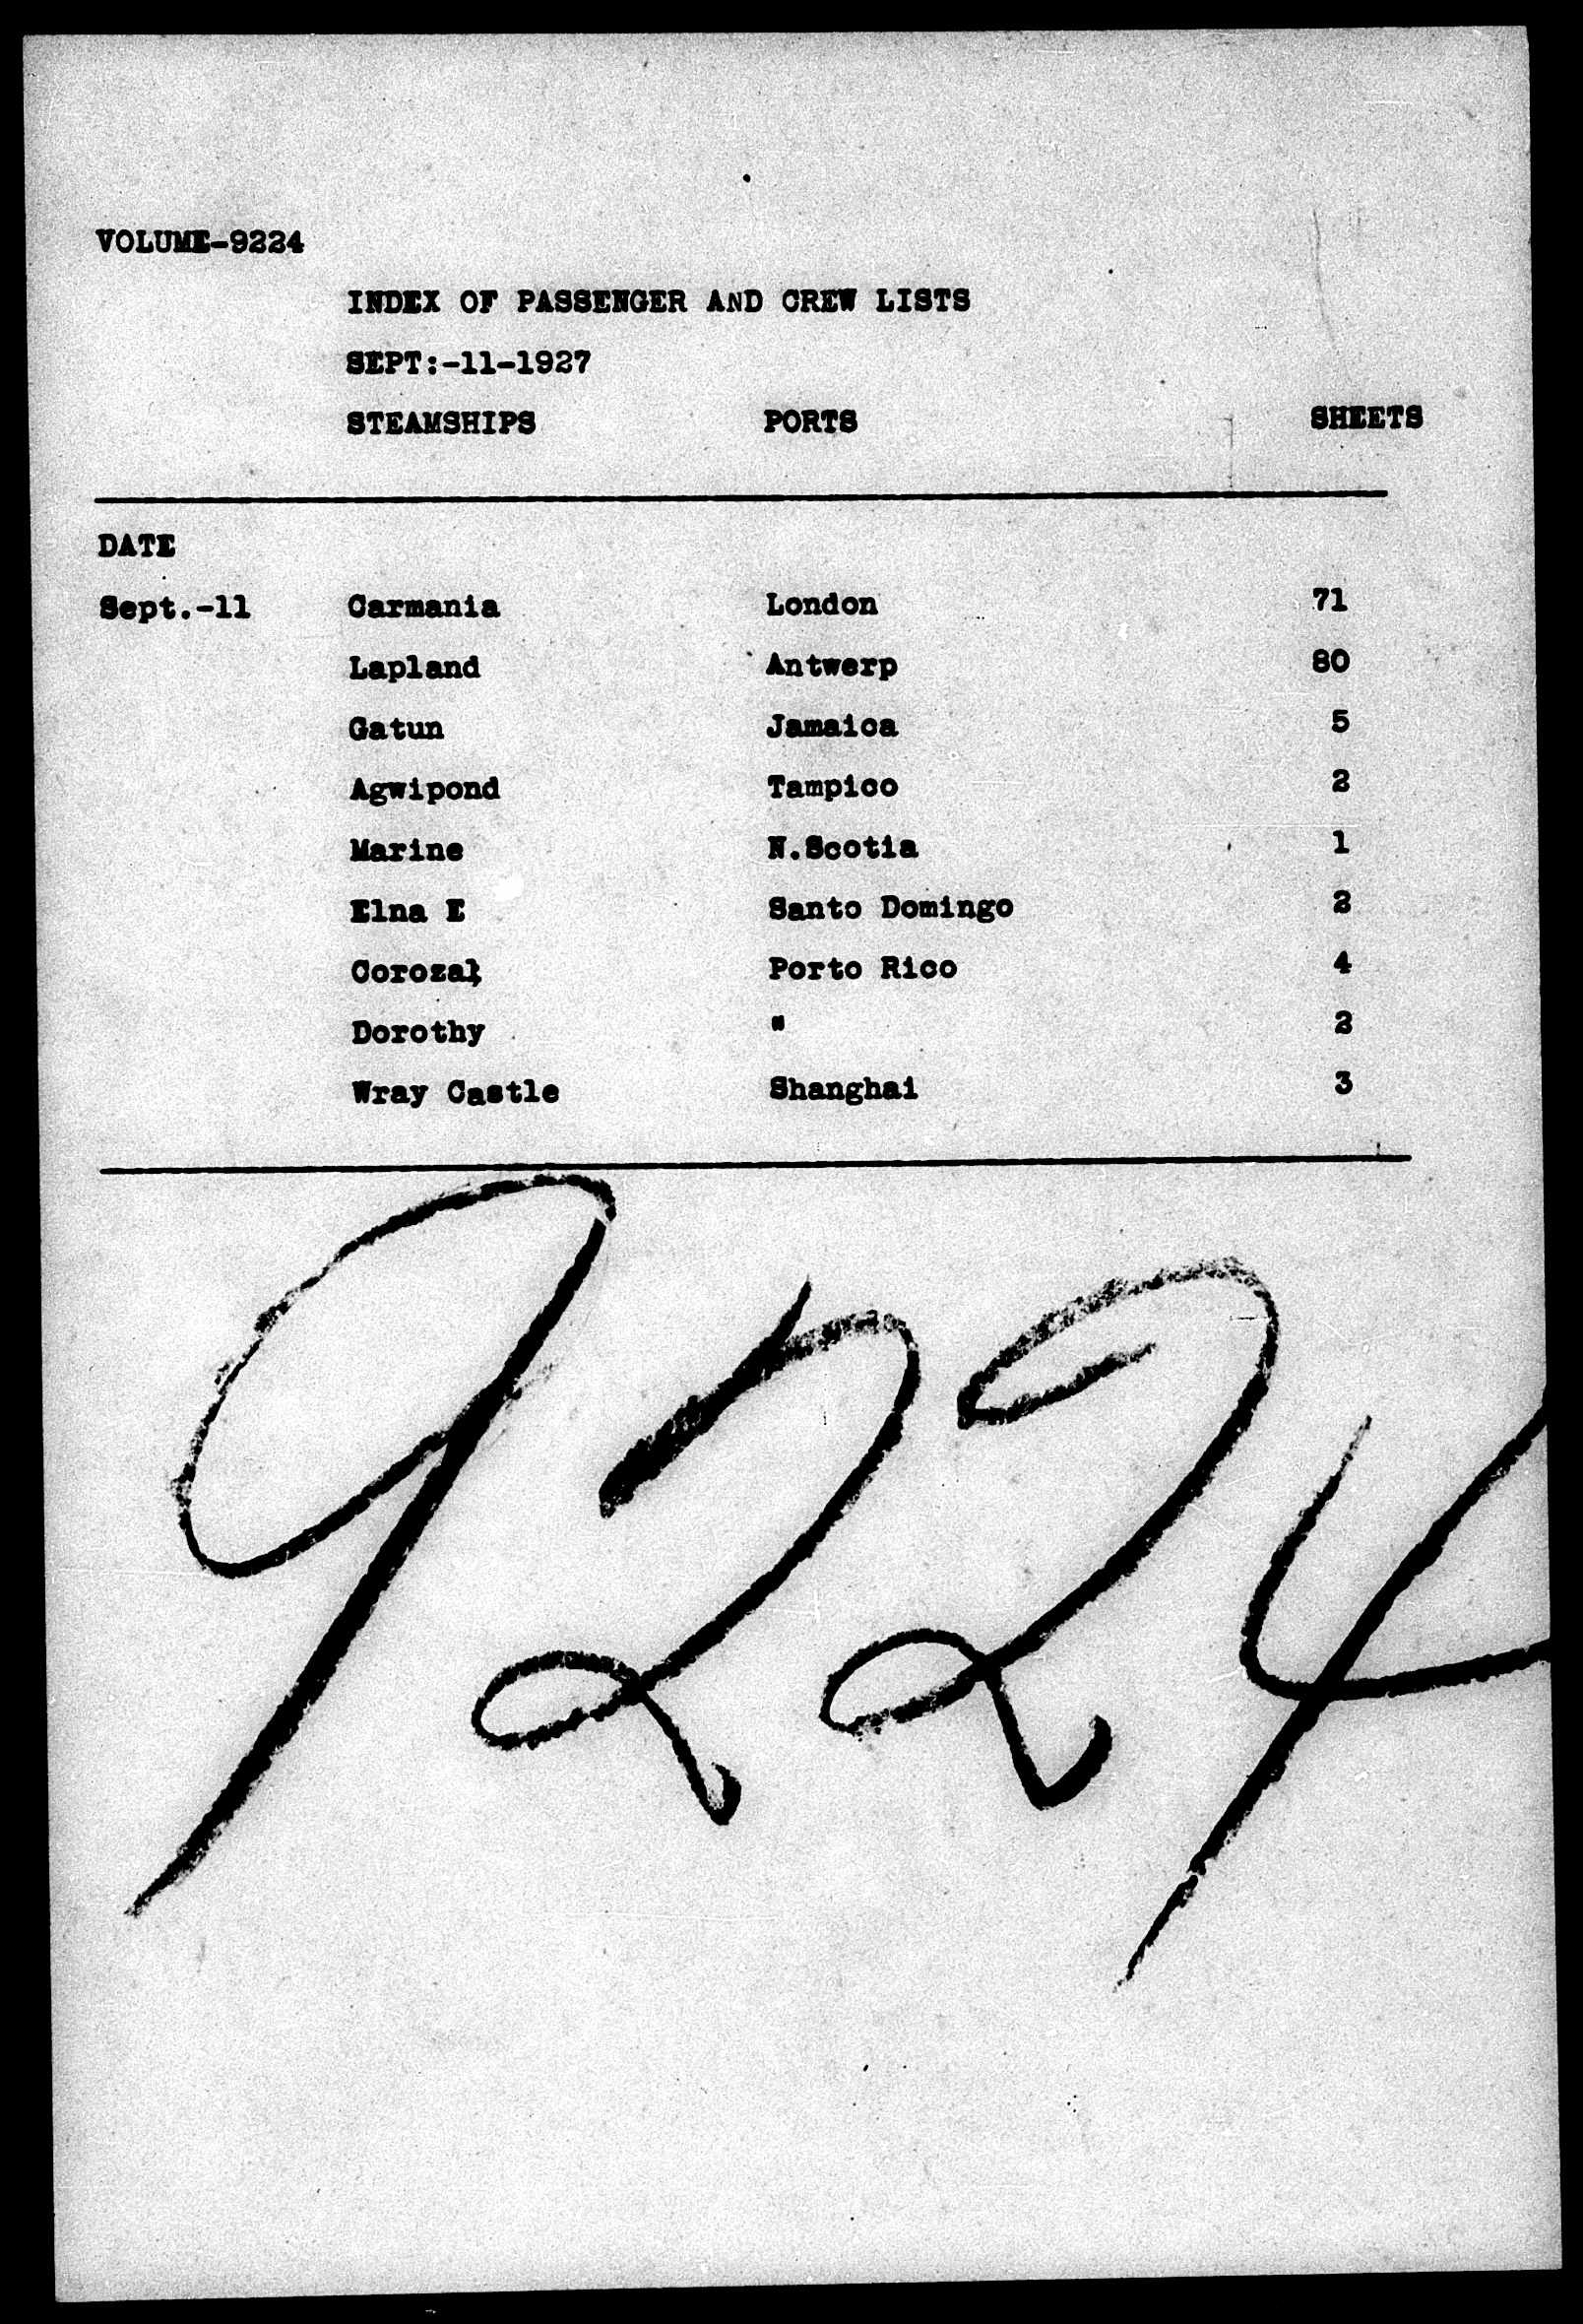 VOLUME-9224
INDEX OF PASSENGER AND CREW LISTS
SEPT:-11-1927
STEAMSHIPS PORTS SHEETS
DATE
Sept.-11 Carmania London 71
Lapland Antwerp 80
Gatun Jamaica 5
Agwipond Tampico 2
Marine N.Scotia 1
Elna E Santo Domingo 2
Corozal Porto Rico 4
Dorothy " 2
Wray Castle Shanghai 3
9224